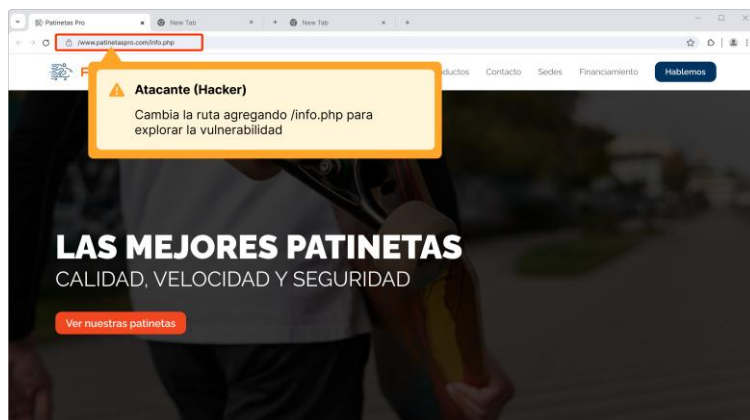 Patinetas Pro
New Tab
New Tab
/www.patinetaspro.com/info.php
Contacto Sedes Financiamiento Hablemos
Atacante (Hacker)
Cambia la ruta agregando /info.php para
explorar la vulnerabilidad
LAS MEJORES PATINETAS
CALIDAD, VELOCIDAD Y SEGURIDAD
Ver nuestras patinetas